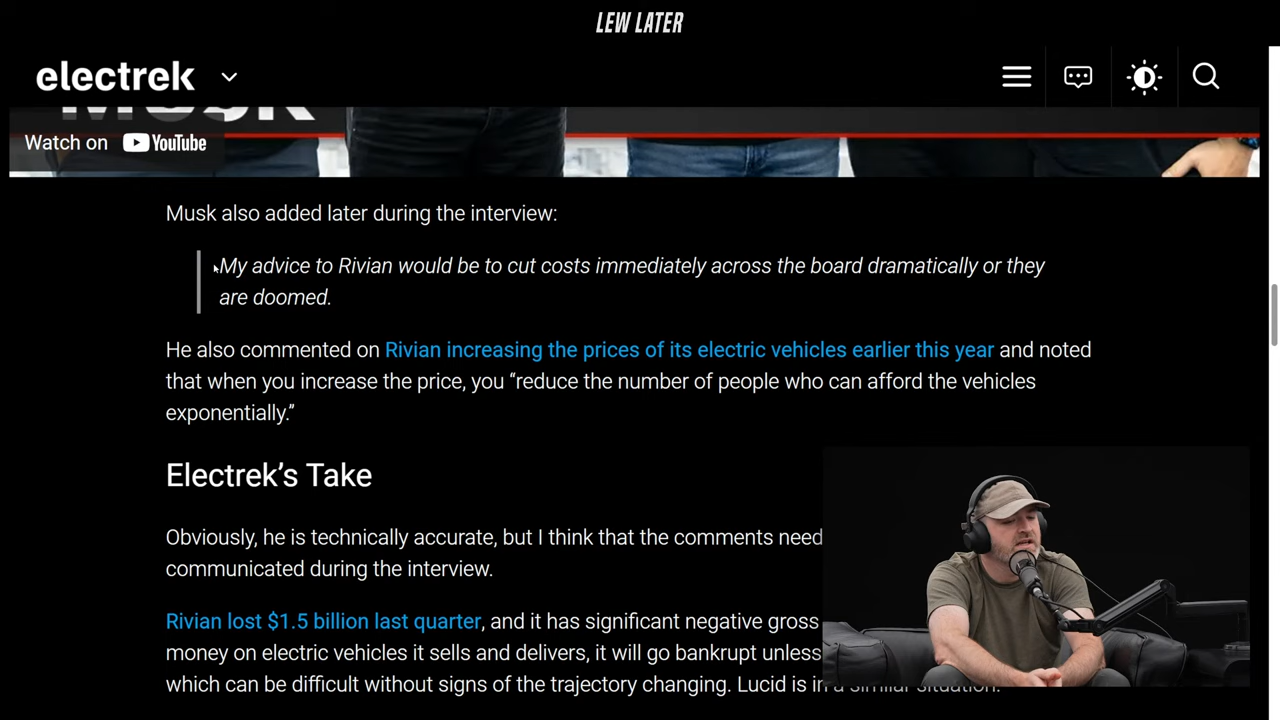 LEW LATER
electrek
Watch on YouTube
Musk also added later during the interview:
My advice to Rivian would be to cut costs immediately across the board dramatically or they
are doomed.
He also commented on Rivian increasing the prices of its electric vehicles earlier this year and noted
that when you increase the price, you “reduce the number of people who can afford the vehicles
exponentially.”
Electrek’s Take
Obviously, he is technically accurate, but I think that the comments need
communicated during the interview.
Rivian lost $1.5 billion last quarter, and it has significant negative gross
money on electric vehicles it sells and delivers, it will go bankrupt unless
which can be difficult without signs of the trajectory changing. Lucid is in a similar situation.